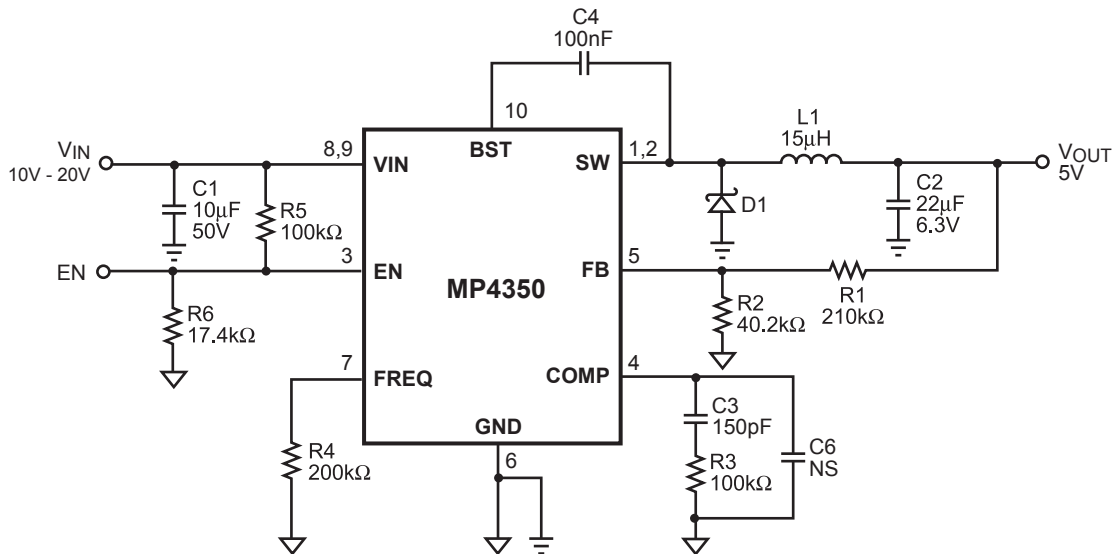 C4
100nF
10
BST
VIN
10V - 20V
8,9
VIN
SW
1,2
L1
15μH
VOUT
5V
C1
10μF
50V
R5
100kΩ
D1
C2
22μF
6.3V
EN
3
EN
MP4350
FB
5
R1
210kΩ
R2
40.2kΩ
R6
17.4kΩ
7
FREQ
COMP
4
C3
150pF
R3
100kΩ
C6
NS
R4
200kΩ
GND
6